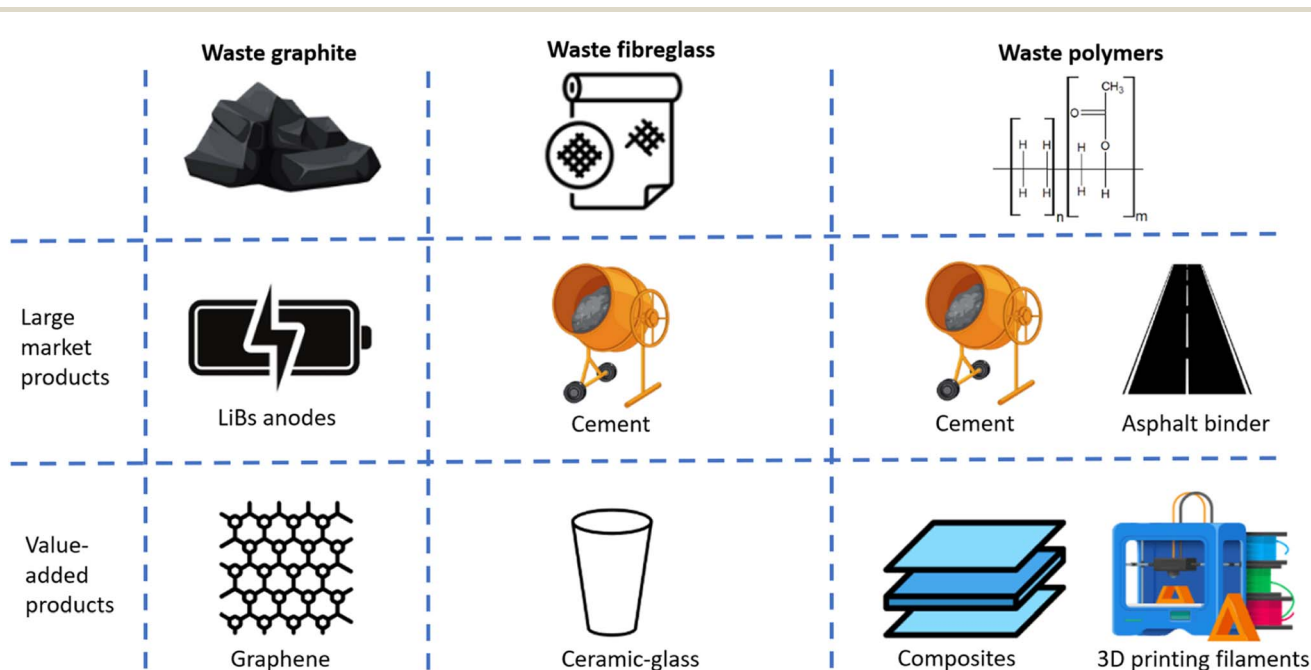 Waste graphite
Waste fibreglass
Waste polymers
CH3
O
H H H O
H H H H
n
m
Large
market
products
LiBs anodes
Cement
Cement
Asphalt binder
Value-
added
products
Graphene
Ceramic-glass
Composites
3D printing filaments